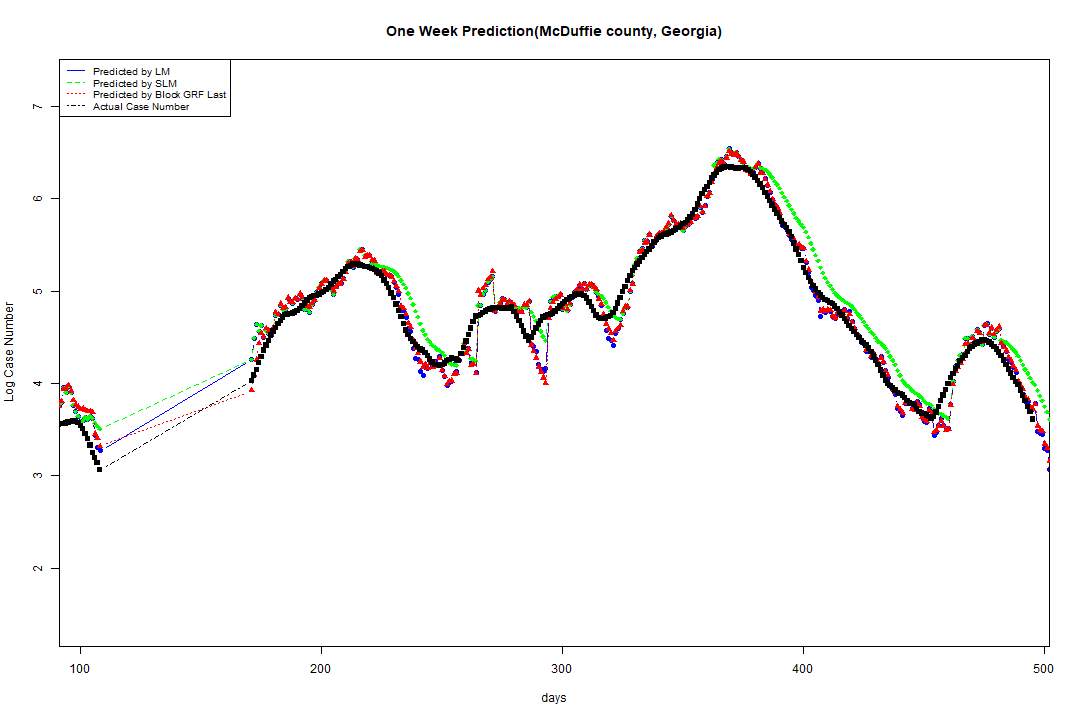 One Week Prediction(McDuffie county, Georgia)
Predicted by LM
Predicted by SLM
Predicted by Block GRF Last
Actual Case Number
7
6
5
4
3
2
Log Case Number
100 200 300 400 500
days